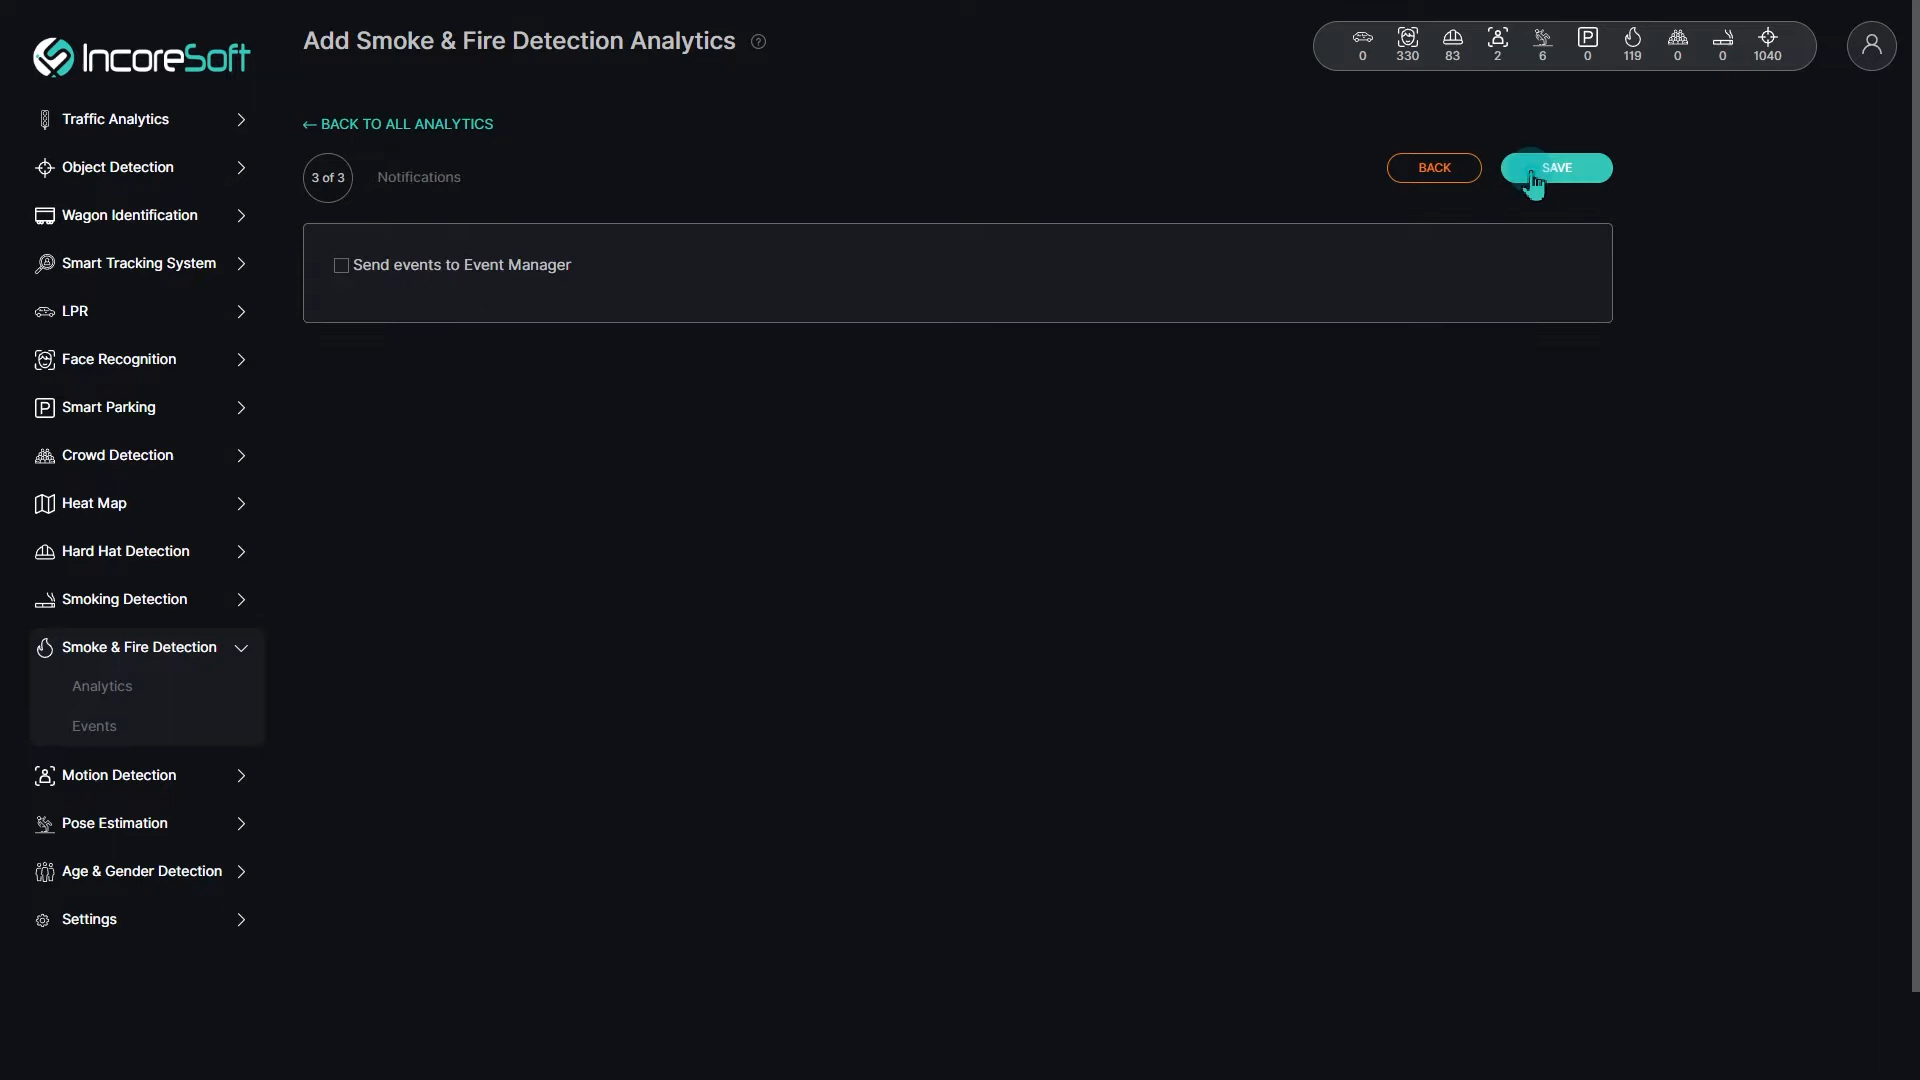 IncoreSoft
Add Smoke & Fire Detection Analytics
?
0
330
83
2
6
P
0
119
0
0
1040
Traffic Analytics
Object Detection
Wagon Identification
Smart Tracking System
LPR
Face Recognition
P Smart Parking
Crowd Detection
Heat Map
Hard Hat Detection
Smoking Detection
Smoke & Fire Detection
Analytics
Events
Motion Detection
Pose Estimation
Age & Gender Detection
Settings
← BACK TO ALL ANALYTICS
3 of 3
Notifications
BACK
SAVE
Send events to Event Manager